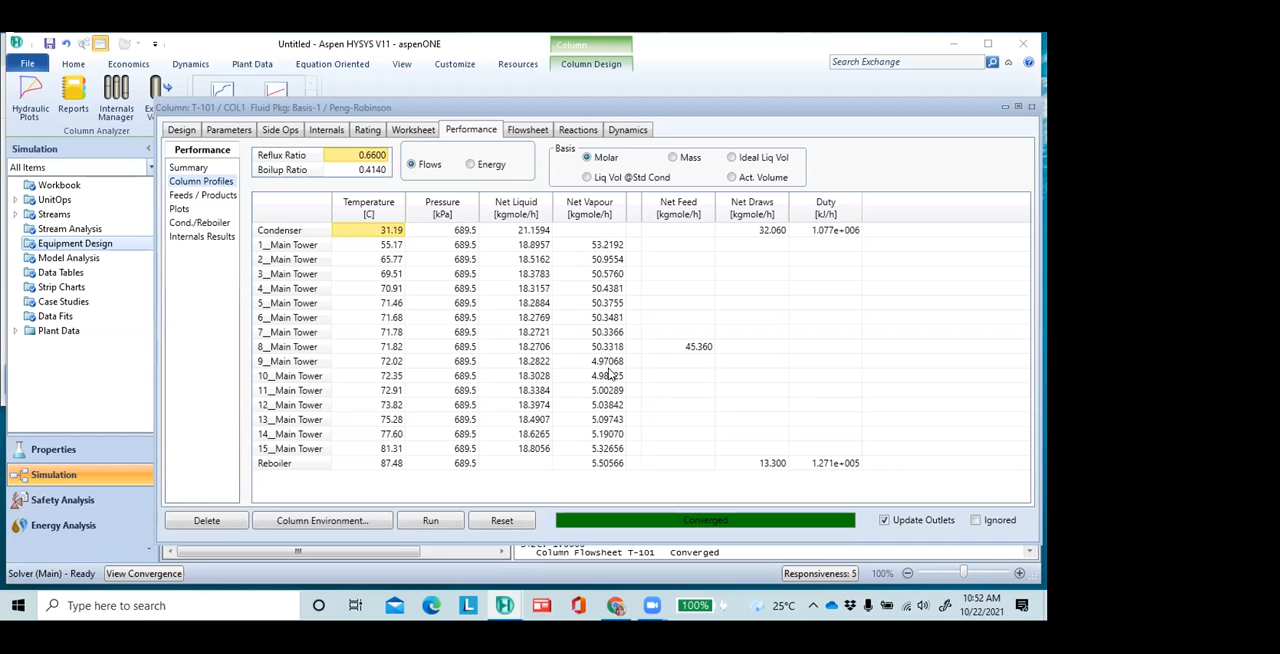 Untitled - Aspen HYSYS V11 - aspenONE
Column
File Home Economics Dynamics Plant Data Equation Oriented View Customize Resources Column Design Search Exchange
Hydraulic Plots Reports Internals Manager
Column Analyzer
Column: T-101 / COL1 Fluid Pkg: Basis-1 / Peng-Robinson
Simulation
All Items
Workbook
UnitOps
Streams
Stream Analysis
Equipment Design
Model Analysis
Data Tables
Strip Charts
Case Studies
Data Fits
Plant Data
Properties
Simulation
Safety Analysis
Energy Analysis
Design Parameters Side Ops Internals Rating Worksheet Performance Flowsheet Reactions Dynamics
Performance
Summary
Column Profiles
Feeds / Products
Plots
Cond./Reboiler
Internals Results
Reflux Ratio 0.6600
Boilup Ratio 0.4140
Flows Energy
Basis
Molar Mass Ideal Liq Vol
Liq Vol @Std Cond Act. Volume
Temperature Pressure Net Liquid Net Vapour Net Feed Net Draws Duty
[C] [kPa] [kgmole/h] [kgmole/h] [kgmole/h] [kgmole/h] [kJ/h]
Condenser 31.19 689.5 21.1594 32.060 1.077e+006
1__Main Tower 55.17 689.5 18.8957 53.2192
2__Main Tower 65.77 689.5 18.5162 50.9554
3__Main Tower 69.51 689.5 18.3783 50.5760
4__Main Tower 70.91 689.5 18.3157 50.4381
5__Main Tower 71.46 689.5 18.2884 50.3755
6__Main Tower 71.68 689.5 18.2769 50.3481
7__Main Tower 71.78 689.5 18.2721 50.3366
8__Main Tower 71.82 689.5 18.2706 50.3318 45.360
9__Main Tower 72.02 689.5 18.2822 4.97068
10__Main Tower 72.35 689.5 18.3028
11__Main Tower 72.91 689.5 18.3384 5.00289
12__Main Tower 73.82 689.5 18.3974 5.03842
13__Main Tower 75.28 689.5 18.4907 5.09743
14__Main Tower 77.60 689.5 18.6265 5.19070
15__Main Tower 81.31 689.5 18.8056 5.32656
Reboiler 87.48 689.5 5.50566 13.300 1.271e+005
Delete Column Environment... Run Reset Converged Update Outlets Ignored
Column Flowsheet T-101 Converged
Solver (Main) - Ready View Convergence Responsiveness: 5 100%
Type here to search 100% 25°C
10:52 AM
10/22/2021